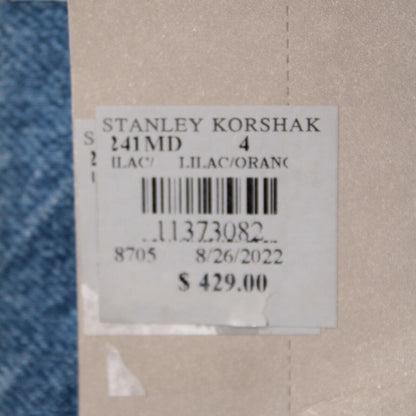 STANLEY KORSHAK
241MD 4
LILAC/ LILAC/ORANG
11373082
8705 8/26/2022
$ 429.00